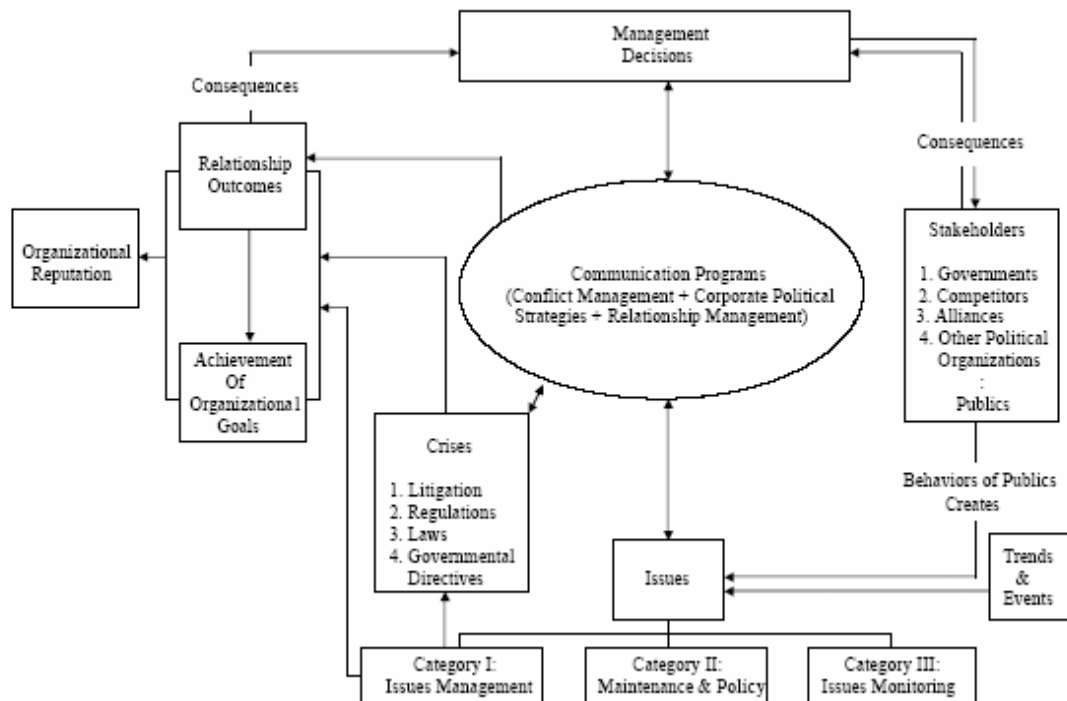 Management
Decisions
Consequences
Consequences
Relationship
Outcomes
Organizational
Reputation
Achievement
Of
Organizational
Goals
Communication Programs
(Conflict Management + Corporate Political
Strategies + Relationship Management)
Stakeholders
1. Governments
2. Competitors
3. Alliances
4. Other Political
Organizations
:
Publics
Behaviors of Publics
Creates
Crises
1. Litigation
2. Regulations
3. Laws
4. Governmental
Directives
Issues
Trends
&
Events
Category I:
Issues Management
Category II:
Maintenance & Policy
Category III:
Issues Monitoring